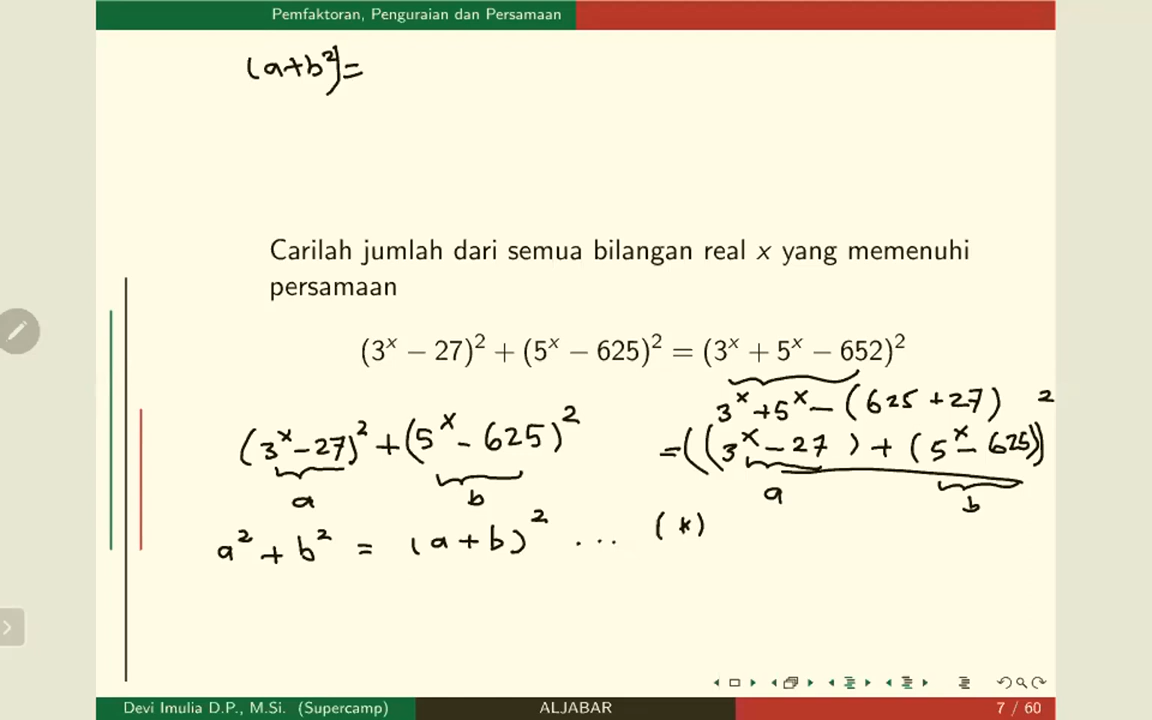 Pemfaktoran, Penguraian dan Persamaan
(a+b²)=
Carilah jumlah dari semua bilangan real x yang memenuhi
persamaan
(3ˣ − 27)² + (5ˣ − 625)² = (3ˣ + 5ˣ − 652)²
3ˣ+5ˣ−(625+27)
(3ˣ−27)²+(5ˣ−625)² =((3ˣ−27)+(5ˣ−625))²
a b a b
a²+b² = (a+b)² ... (*)
Devi Imulia D.P., M.Si. (Supercamp) ALJABAR 7 / 60